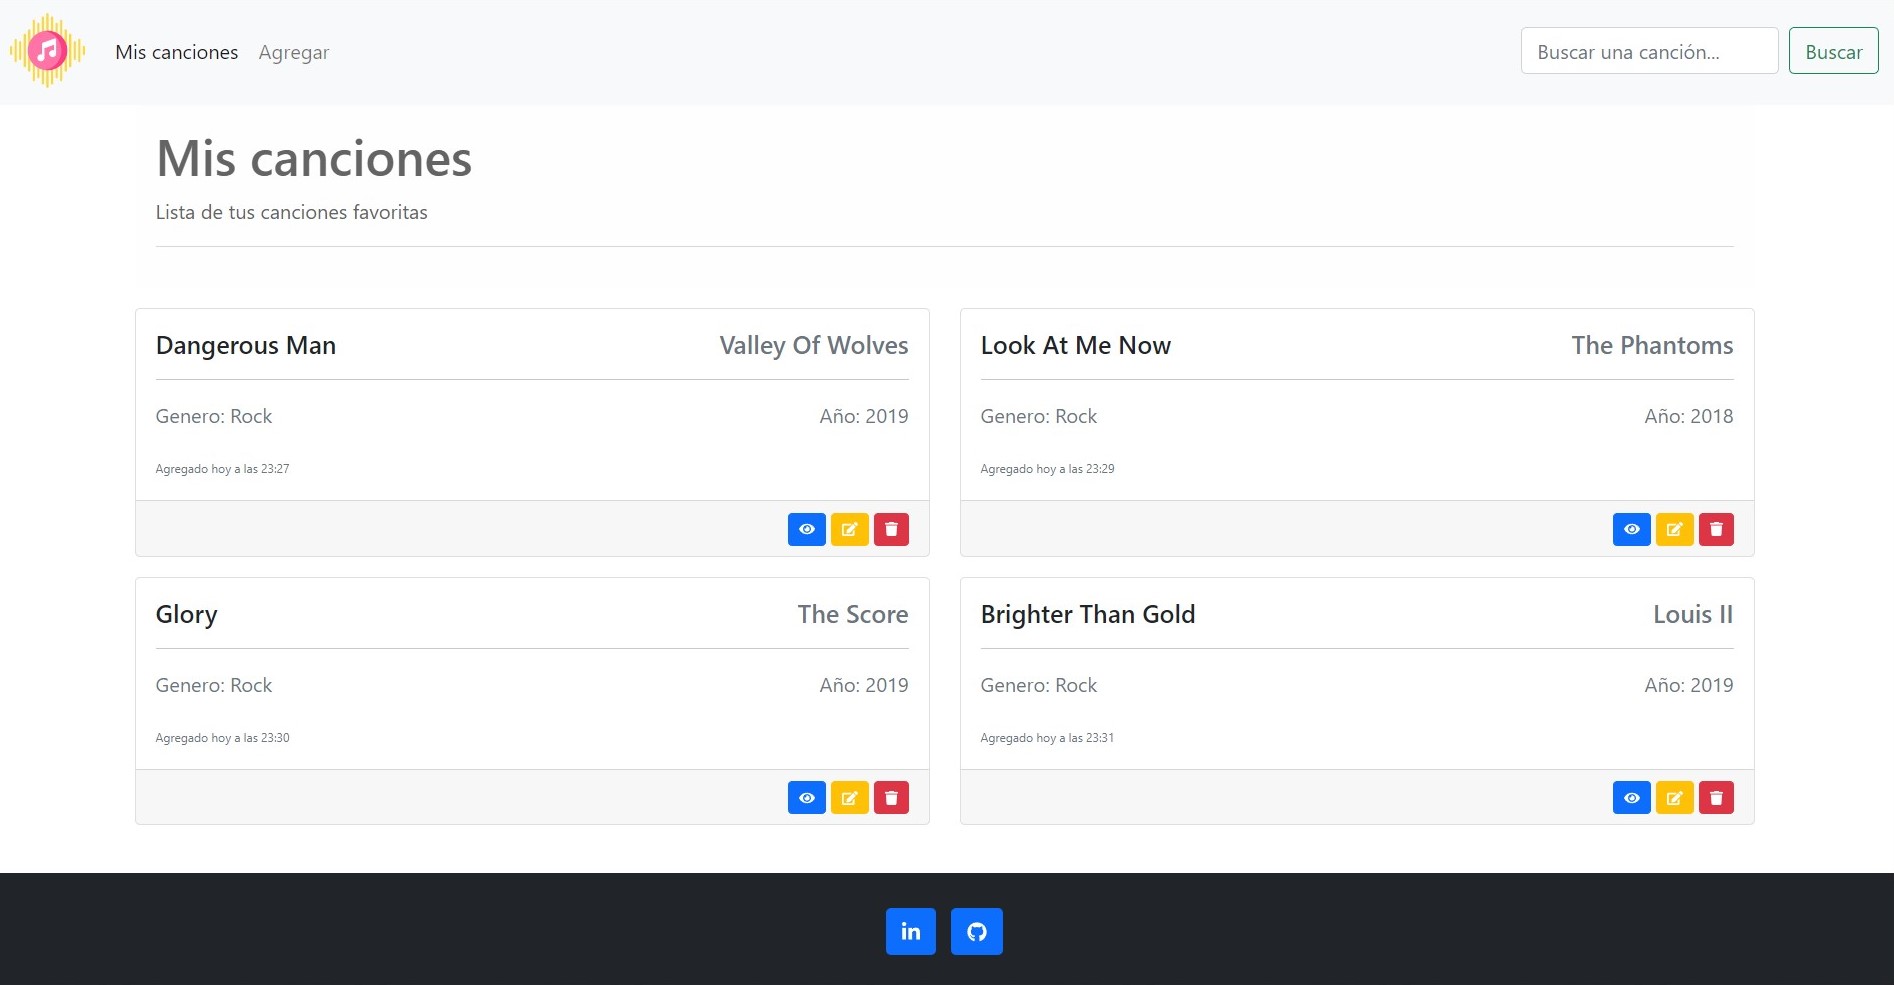 Mis canciones Agregar Buscar una canción... Buscar
Mis canciones
Lista de tus canciones favoritas
Dangerous Man Valley Of Wolves
Genero: Rock Año: 2019
Agregado hoy a las 23:27
Look At Me Now The Phantoms
Genero: Rock Año: 2018
Agregado hoy a las 23:29
Glory The Score
Genero: Rock Año: 2019
Agregado hoy a las 23:30
Brighter Than Gold Louis II
Genero: Rock Año: 2019
Agregado hoy a las 23:31
in